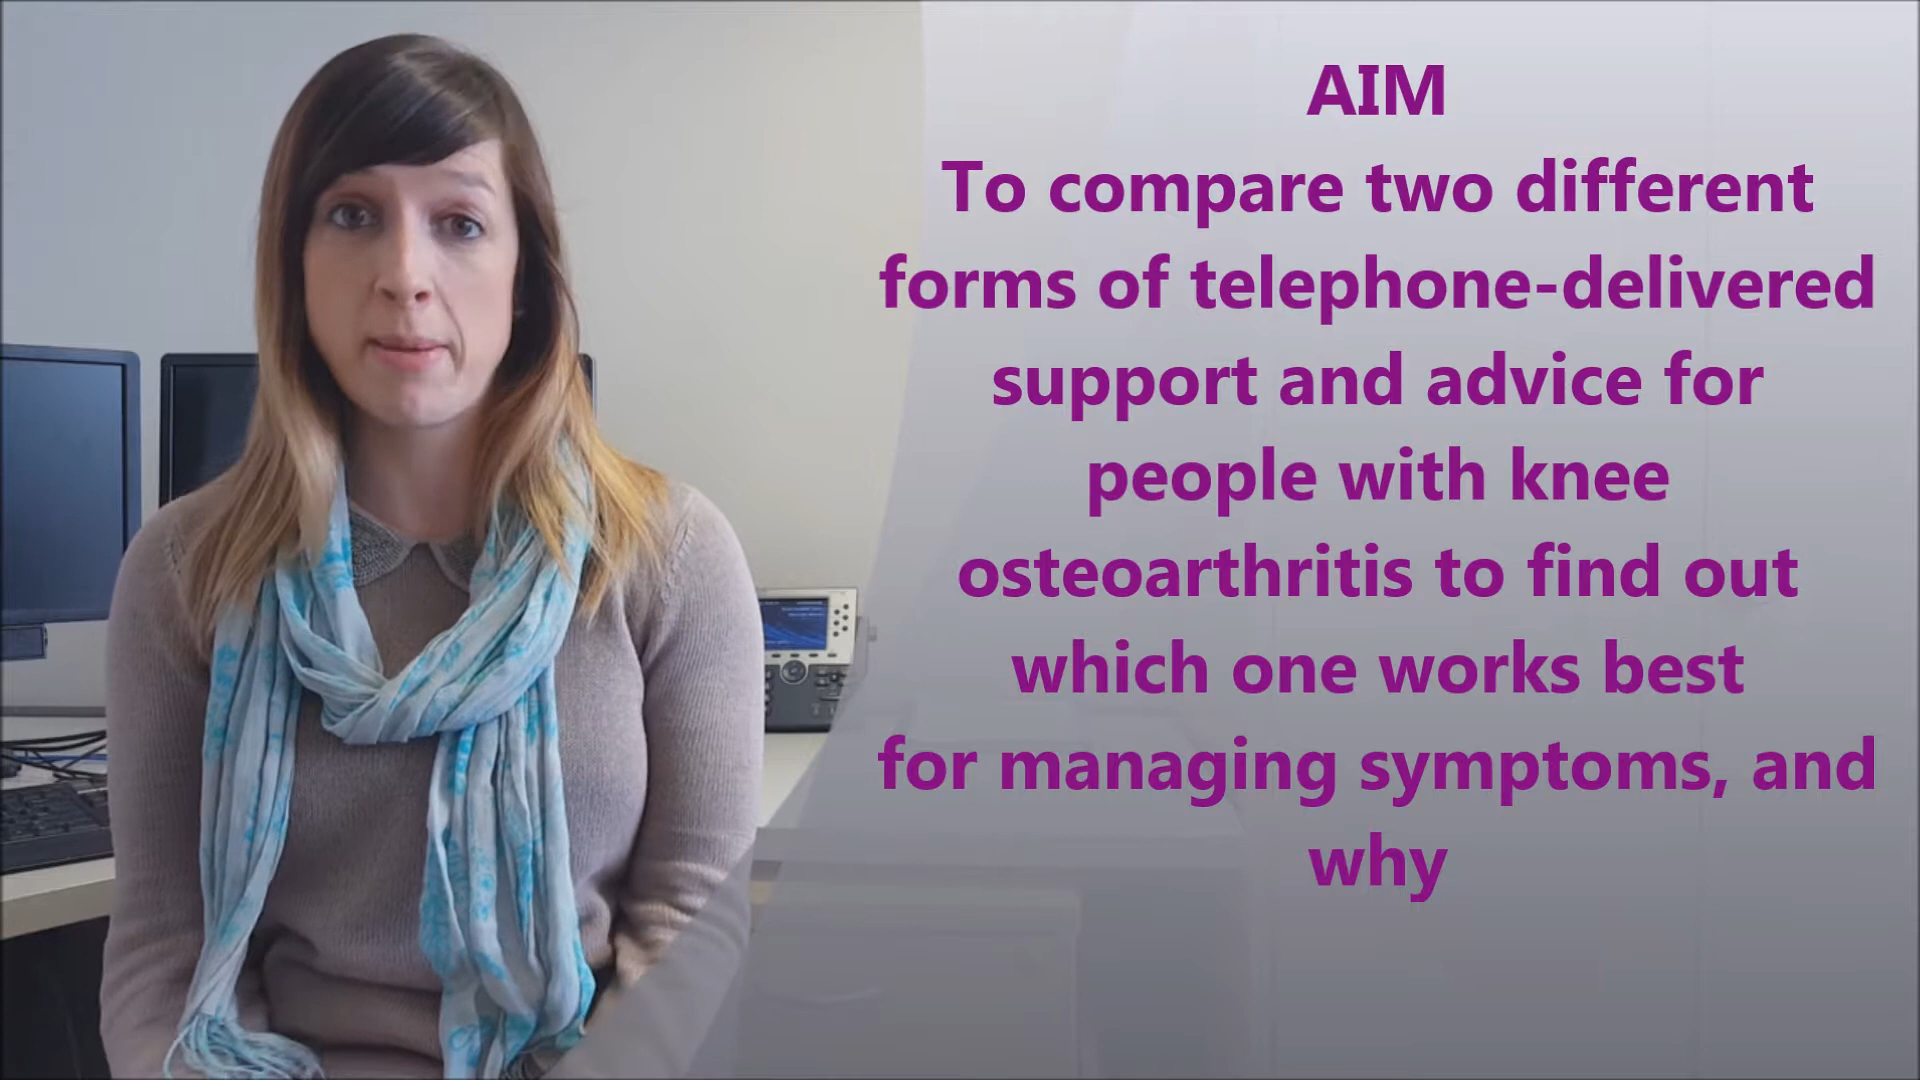 AIM
To compare two different
forms of telephone-delivered
support and advice for
people with knee
osteoarthritis to find out
which one works best
for managing symptoms, and
why